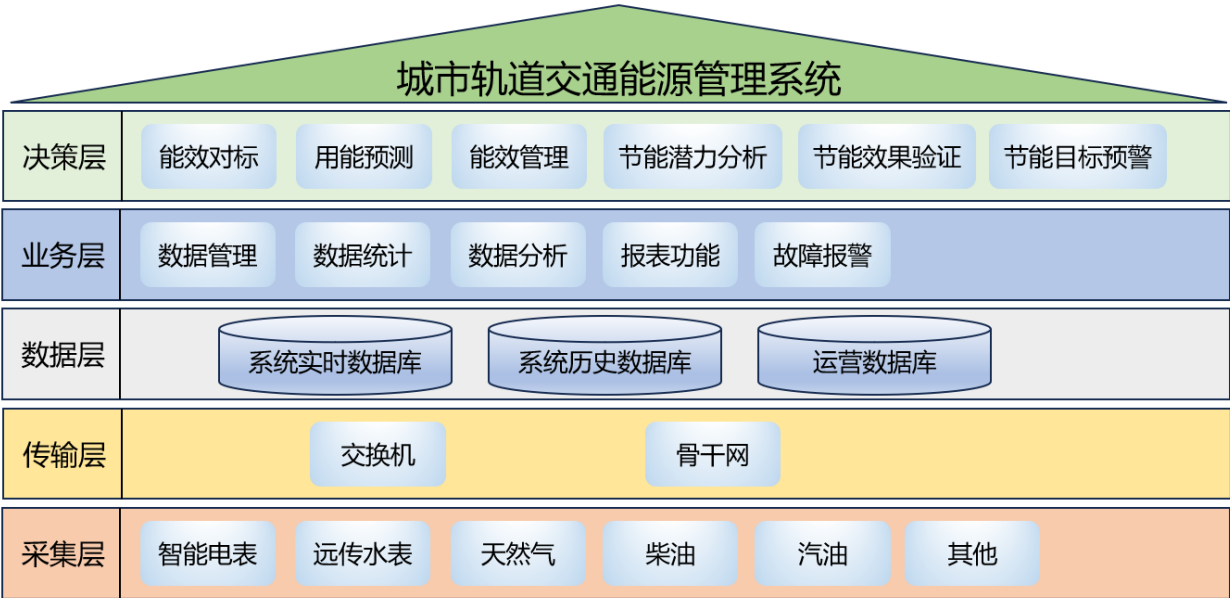 城市轨道交通能源管理系统
决策层 能效对标 用能预测 能效管理 节能潜力分析 节能效果验证 节能目标预警
业务层 数据管理 数据统计 数据分析 报表功能 故障报警
数据层 系统实时数据库 系统历史数据库 运营数据库
传输层 交换机 骨干网
采集层 智能电表 远传水表 天然气 柴油 汽油 其他